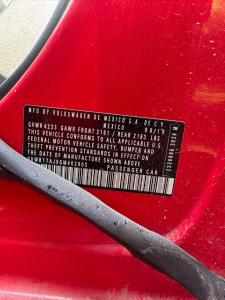 MFD BY VOLKSWAGEN DE MEXICO S.A. DE C.V.
MEXICO
GVWR 4233 GAWR FRONT 2161 / REAR 2183 LBS
THIS VEHICLE CONFORMS TO ALL APPLICABLE
FEDERAL MOTOR VEHICLE SAFETY, BUMPER AND
THEFT PREVENTION STANDARDS IN EFFECT ON
THE DATE OF MANUFACTURE SHOWN ABOVE
PASSENGER CAR